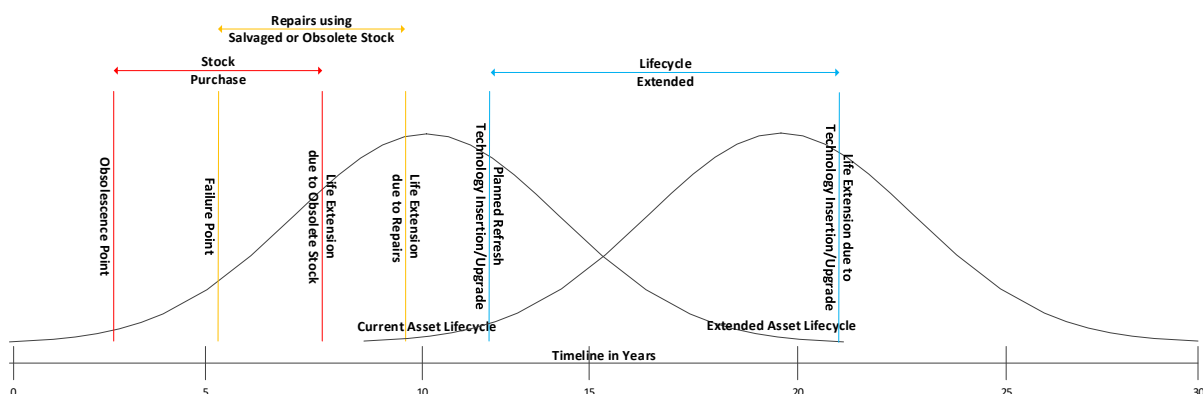 Repairs using
Salvaged or Obsolete Stock
Stock
Purchase
Lifecycle
Extended
Obsolescence Point
Failure Point
Life Extension
due to Obsolete Stock
Life Extension
due to Repairs
Planned Refresh
Technology Insertion/Upgrade
Life Extension due to
Technology Insertion/Upgrade
Current Asset Lifecycle
Extended Asset Lifecycle
Timeline in Years
0
5
10
15
20
25
30